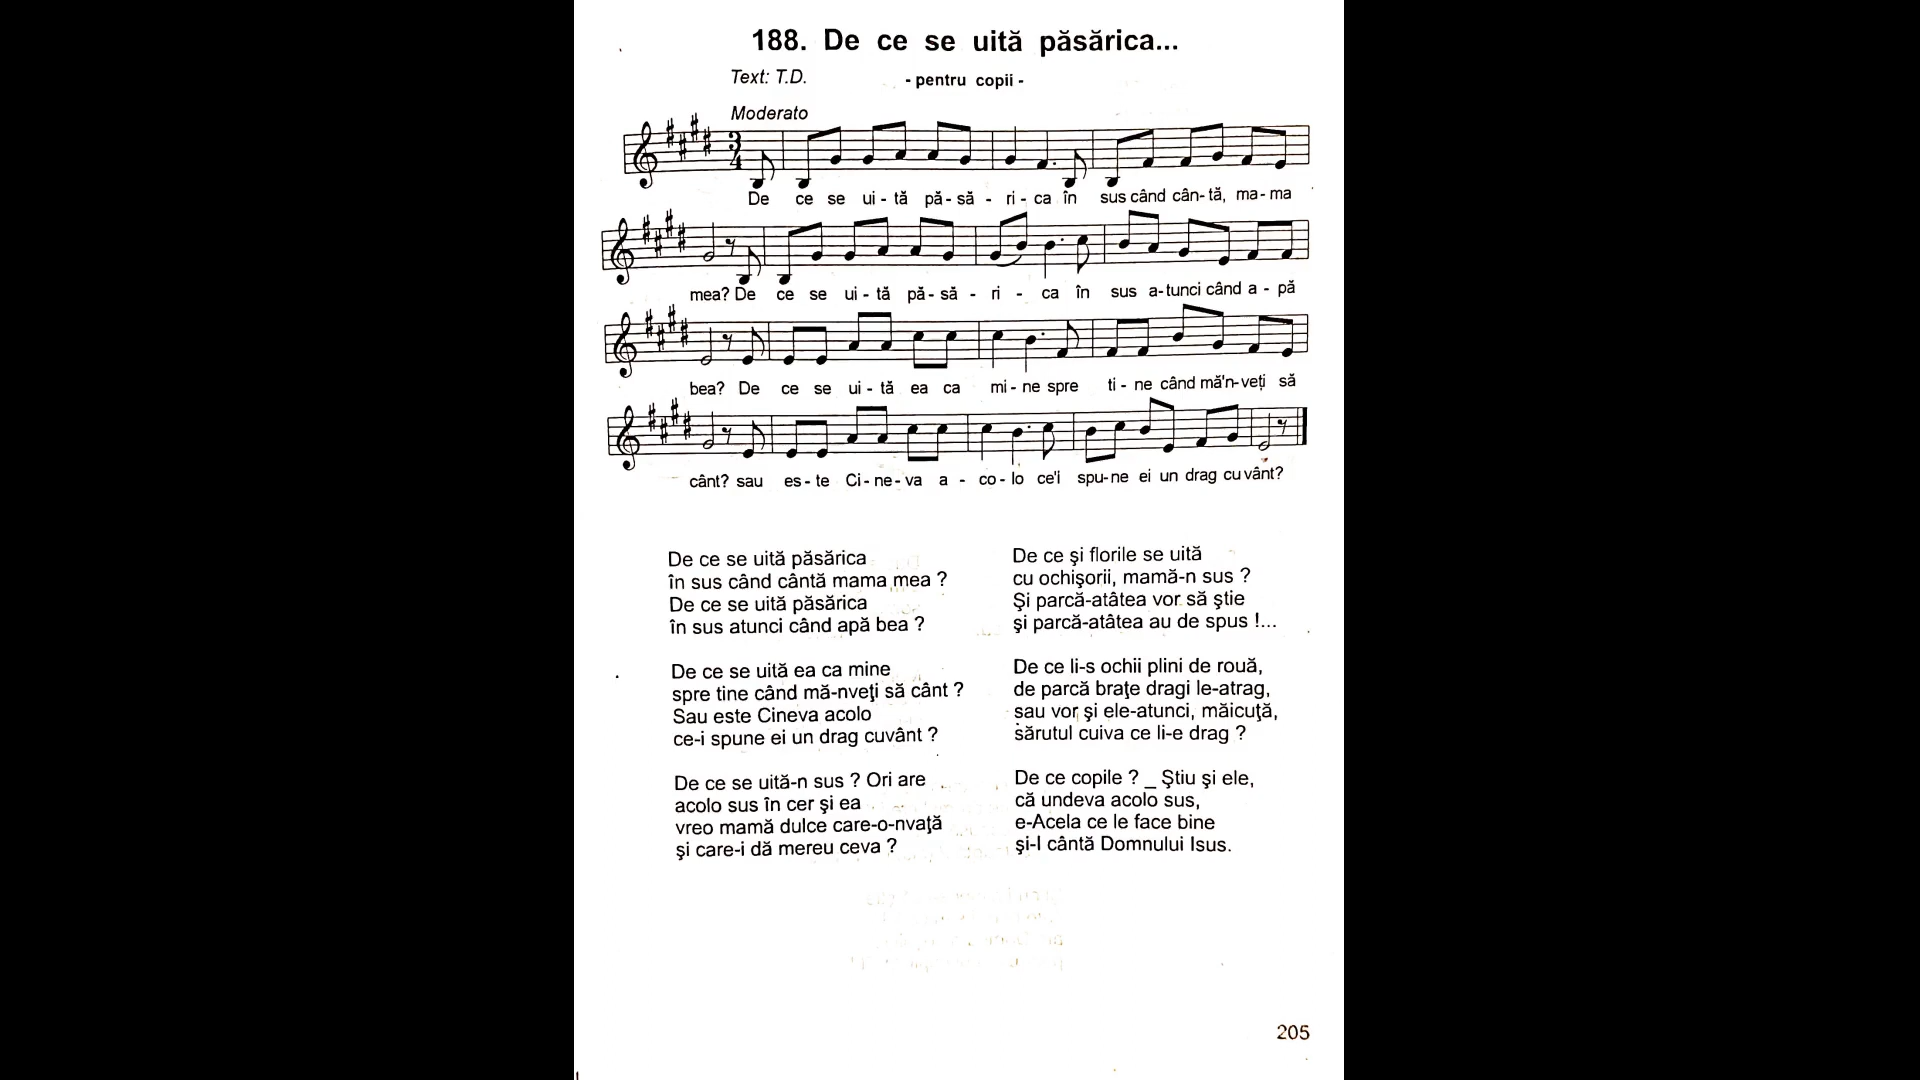 188. De ce se uită păsărica...
Text: T.D.
- pentru copii -
Moderato
3
4
De ce se ui - tă pă - să - ri - ca în sus când cân - tă, ma - ma
mea? De ce se ui - tă pă - să - ri - ca în sus a - tunci când a - pă
bea? De ce se ui - tă ea ca mi - ne spre ti - ne când mă'n - veți să
cânt? sau es - te Ci - ne - va a - co - lo ce'i spu - ne ei un drag cuvânt?
De ce se uită păsărica
în sus când cântă mama mea ?
De ce se uită păsărica
în sus atunci când apă bea ?
De ce se uită ea ca mine
spre tine când mă-nveţi să cânt ?
Sau este Cineva acolo
ce-i spune ei un drag cuvânt ?
De ce se uită-n sus ? Ori are
acolo sus în cer şi ea
vreo mamă dulce care-o-nvaţă
şi care-i dă mereu ceva ?
De ce şi florile se uită
cu ochişorii, mamă-n sus ?
Şi parcă-atâtea vor să ştie
şi parcă-atâtea au de spus !...
De ce li-s ochii plini de rouă,
de parcă braţe dragi le-atrag,
sau vor şi ele-atunci, măicuţă,
sărutul cuiva ce li-e drag ?
De ce copile ? _ Ştiu şi ele,
că undeva acolo sus,
e-Acela ce le face bine
şi-I cântă Domnului Isus.
205